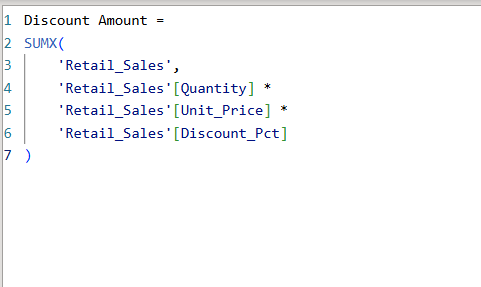 1 Discount Amount =
2 SUMX(
3     'Retail_Sales',
4     'Retail_Sales'[Quantity] *
5     'Retail_Sales'[Unit_Price] *
6     'Retail_Sales'[Discount_Pct]
7 )